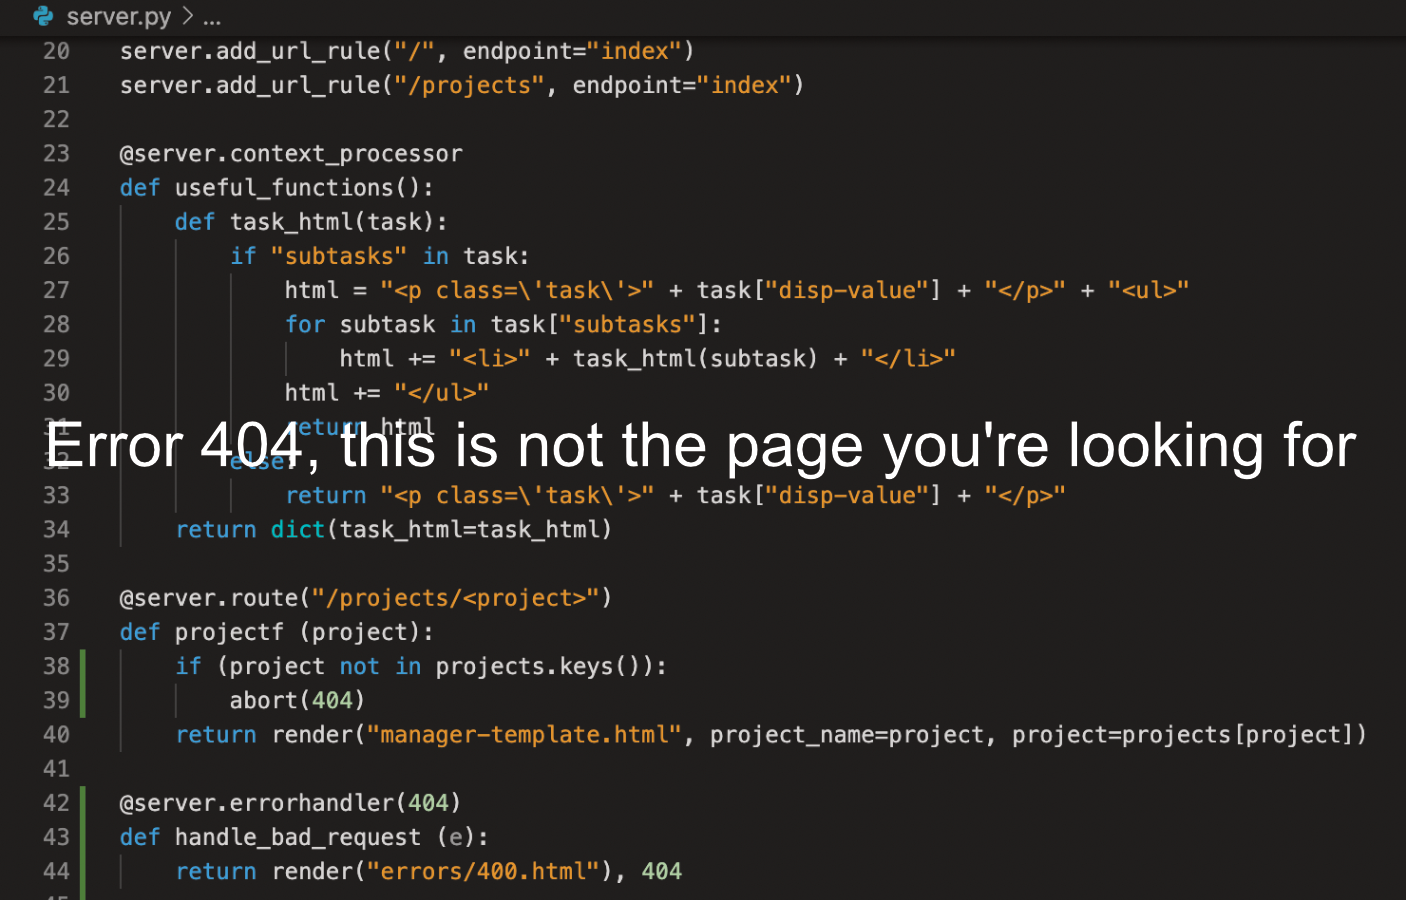 server.py > ...
20 server.add_url_rule("/", endpoint="index")
21 server.add_url_rule("/projects", endpoint="index")
22
23 @server.context_processor
24 def useful_functions():
25     def task_html(task):
26         if "subtasks" in task:
27             html = "<p class=\'task\'>" + task["disp-value"] + "</p>" + "<ul>"
28             for subtask in task["subtasks"]:
29                 html += "<li>" + task_html(subtask) + "</li>"
30             html += "</ul>"
31             return html
Error 404, this is not the page you're looking for
32         else:
33             return "<p class=\'task\'>" + task["disp-value"] + "</p>"
34     return dict(task_html=task_html)
35
36 @server.route("/projects/<project>")
37 def projectf (project):
38     if (project not in projects.keys()):
39         abort(404)
40     return render("manager-template.html", project_name=project, project=projects[project])
41
42 @server.errorhandler(404)
43 def handle_bad_request (e):
44     return render("errors/400.html"), 404
45